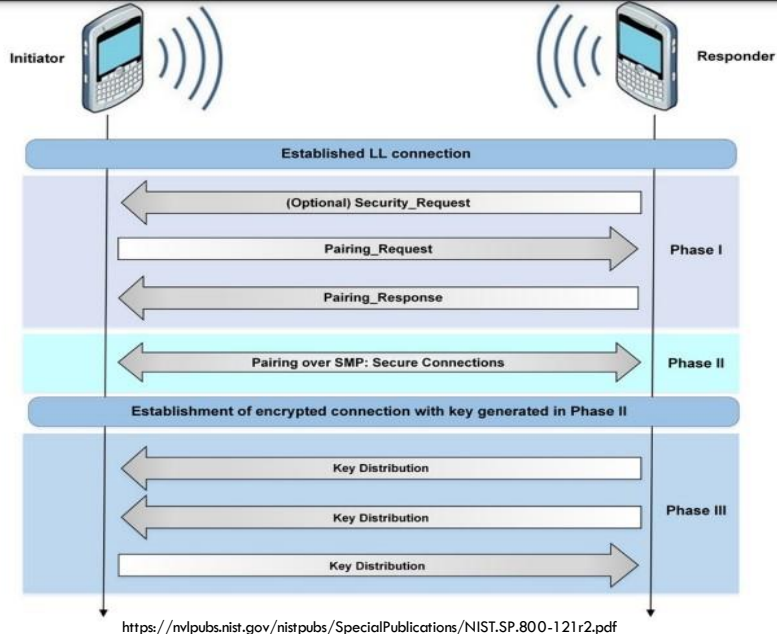 Initiator
Responder
Established LL connection
(Optional) Security_Request
Pairing_Request
Phase I
Pairing_Response
Pairing over SMP: Secure Connections
Phase II
Establishment of encrypted connection with key generated in Phase II
Key Distribution
Key Distribution
Phase III
Key Distribution
https://nvlpubs.nist.gov/nistpubs/SpecialPublications/NIST.SP.800-121r2.pdf